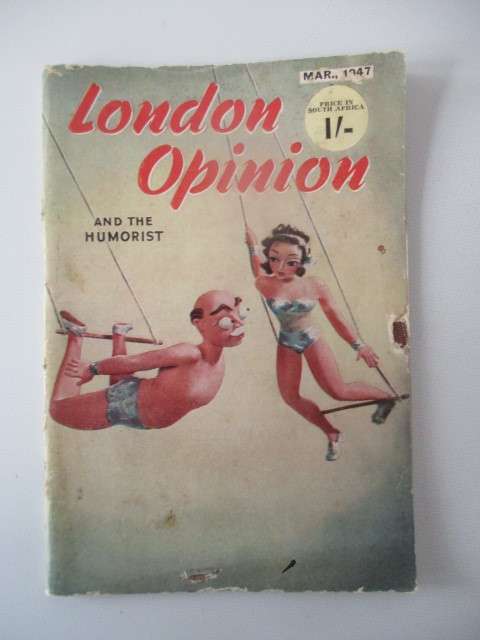 MAR., 1947
London
Opinion
PRICE IN
SOUTH AFRICA
1/-
AND THE
HUMORIST